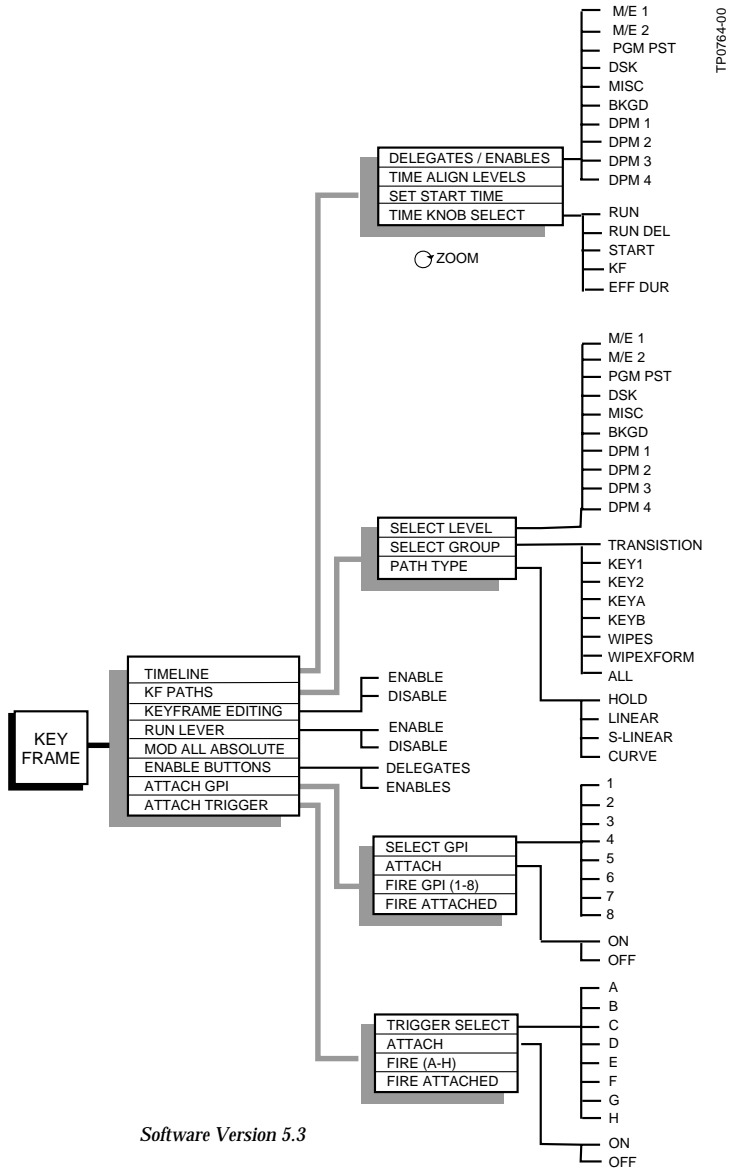 TP0764-00
M/E 1
M/E 2
PGM PST
DSK
MISC
BKGD
DPM 1
DPM 2
DPM 3
DPM 4
DELEGATES / ENABLES
TIME ALIGN LEVELS
SET START TIME
TIME KNOB SELECT
RUN
RUN DEL
START
KF
EFF DUR
ZOOM
M/E 1
M/E 2
PGM PST
DSK
MISC
BKGD
DPM 1
DPM 2
DPM 3
DPM 4
SELECT LEVEL
SELECT GROUP
PATH TYPE
TRANSISTION
KEY1
KEY2
KEYA
KEYB
WIPES
WIPEXFORM
ALL
HOLD
LINEAR
S-LINEAR
CURVE
KEY
FRAME
TIMELINE
KF PATHS
KEYFRAME EDITING
RUN LEVER
MOD ALL ABSOLUTE
ENABLE BUTTONS
ATTACH GPI
ATTACH TRIGGER
ENABLE
DISABLE
ENABLE
DISABLE
DELEGATES
ENABLES
SELECT GPI
ATTACH
FIRE GPI (1-8)
FIRE ATTACHED
1
2
3
4
5
6
7
8
ON
OFF
TRIGGER SELECT
ATTACH
FIRE (A-H)
FIRE ATTACHED
A
B
C
D
E
F
G
H
ON
OFF
Software Version 5.3